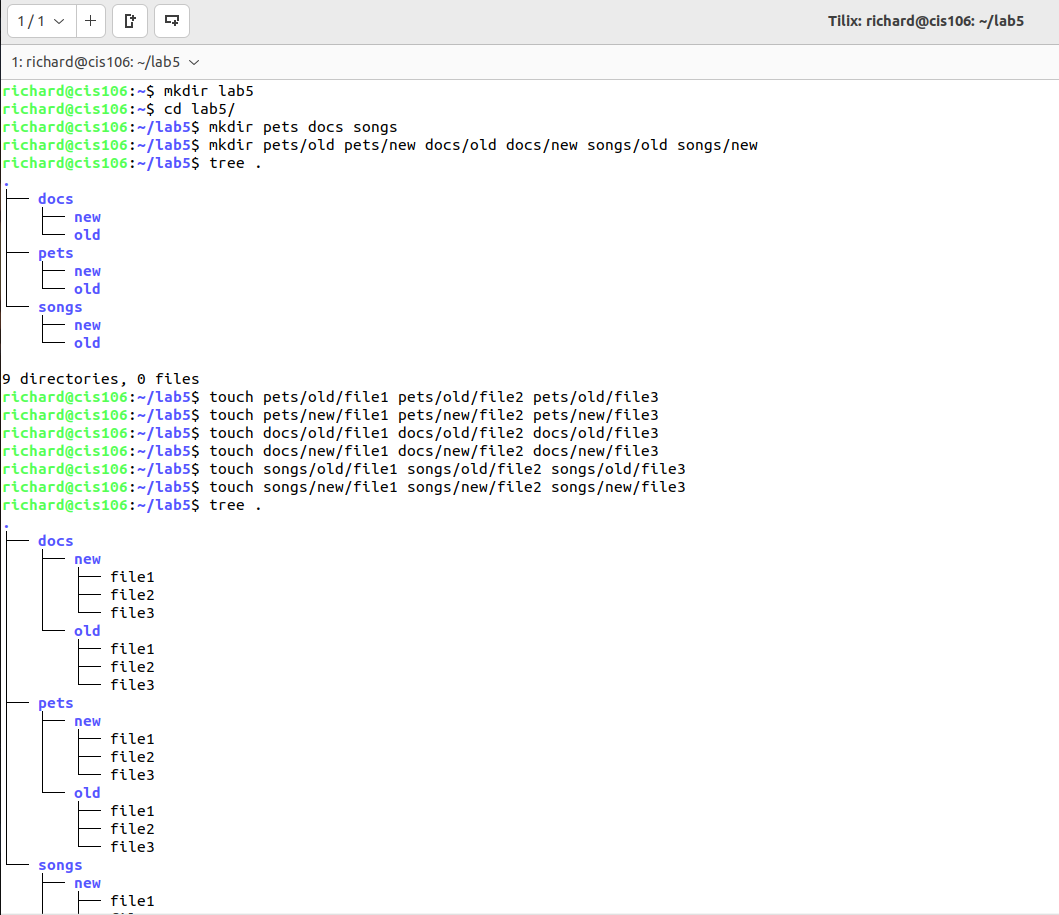 1 / 1
Tilix: richard@cis106: ~/lab5
1: richard@cis106: ~/lab5
richard@cis106:~$ mkdir lab5
richard@cis106:~$ cd lab5/
richard@cis106:~/lab5$ mkdir pets docs songs
richard@cis106:~/lab5$ mkdir pets/old pets/new docs/old docs/new songs/old songs/new
richard@cis106:~/lab5$ tree .
.
├── docs
│   ├── new
│   └── old
├── pets
│   ├── new
│   └── old
└── songs
    ├── new
    └── old
9 directories, 0 files
richard@cis106:~/lab5$ touch pets/old/file1 pets/old/file2 pets/old/file3
richard@cis106:~/lab5$ touch pets/new/file1 pets/new/file2 pets/new/file3
richard@cis106:~/lab5$ touch docs/old/file1 docs/old/file2 docs/old/file3
richard@cis106:~/lab5$ touch docs/new/file1 docs/new/file2 docs/new/file3
richard@cis106:~/lab5$ touch songs/old/file1 songs/old/file2 songs/old/file3
richard@cis106:~/lab5$ touch songs/new/file1 songs/new/file2 songs/new/file3
richard@cis106:~/lab5$ tree .
.
├── docs
│   ├── new
│   │   ├── file1
│   │   ├── file2
│   │   └── file3
│   └── old
│       ├── file1
│       ├── file2
│       └── file3
├── pets
│   ├── new
│   │   ├── file1
│   │   ├── file2
│   │   └── file3
│   └── old
│       ├── file1
│       ├── file2
│       └── file3
└── songs
    ├── new
    │   ├── file1